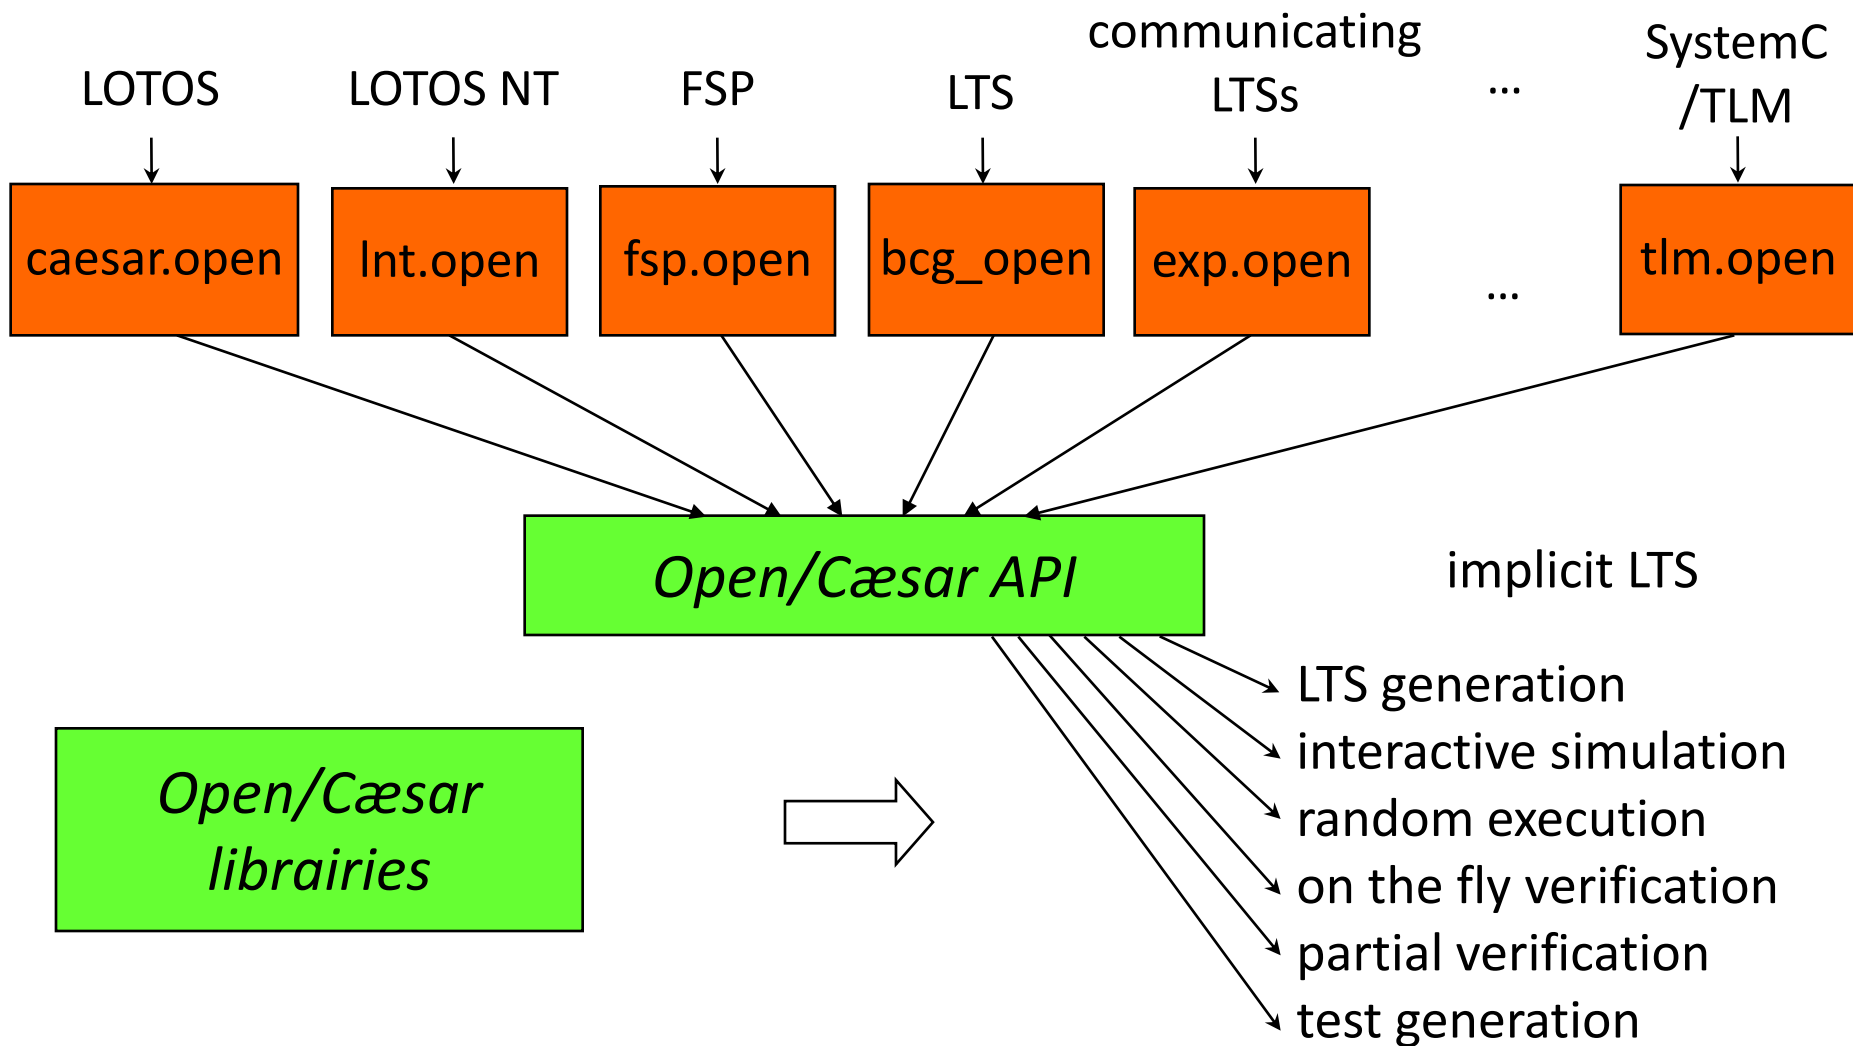 LOTOS
LOTOS NT
FSP
LTS
communicating
LTSs
...
SystemC
/TLM
caesar.open
lnt.open
fsp.open
bcg_open
exp.open
...
tlm.open
Open/Cæsar API
implicit LTS
LTS generation
interactive simulation
random execution
on the fly verification
partial verification
test generation
Open/Cæsar
librairies